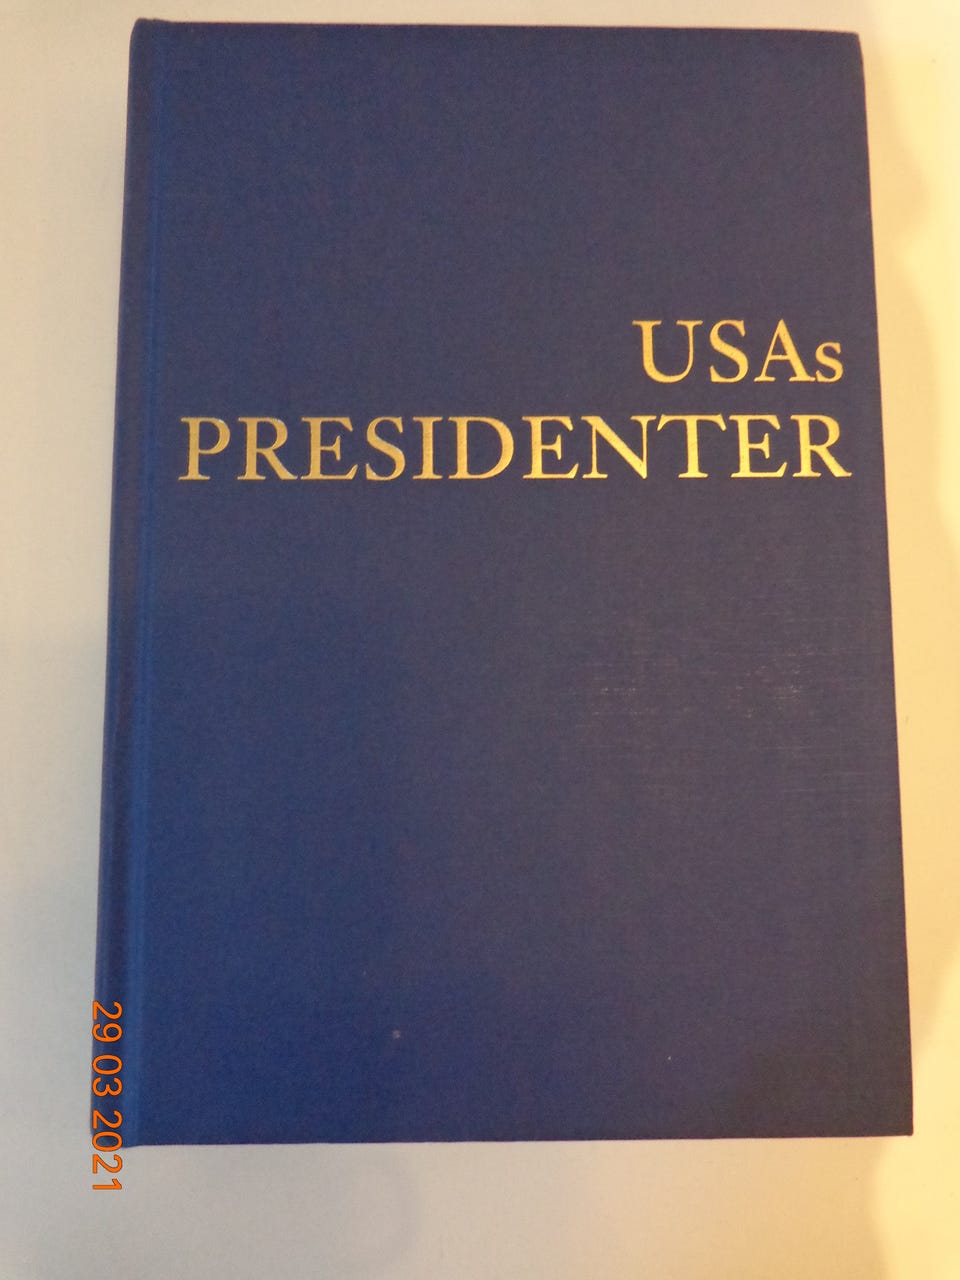 USAs
PRESIDENTER
29 03 2021